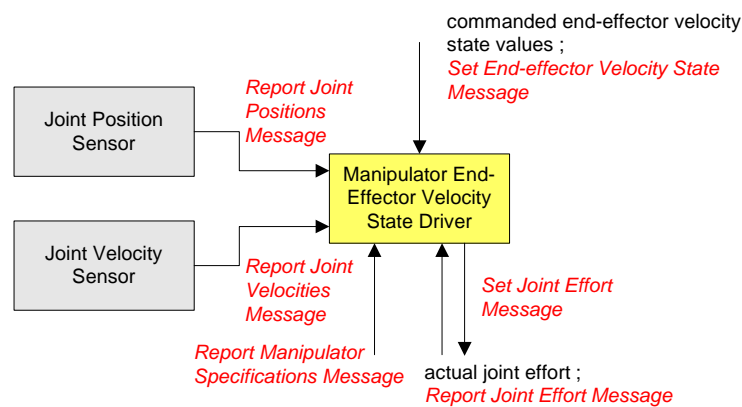 commanded end-effector velocity
state values ;
Set End-effector Velocity State
Message
Report Joint
Positions
Message
Joint Position
Sensor
Manipulator End-
Effector Velocity
State Driver
Joint Velocity
Sensor
Report Joint
Velocities
Message
Set Joint Effort
Message
Report Manipulator
Specifications Message
actual joint effort ;
Report Joint Effort Message